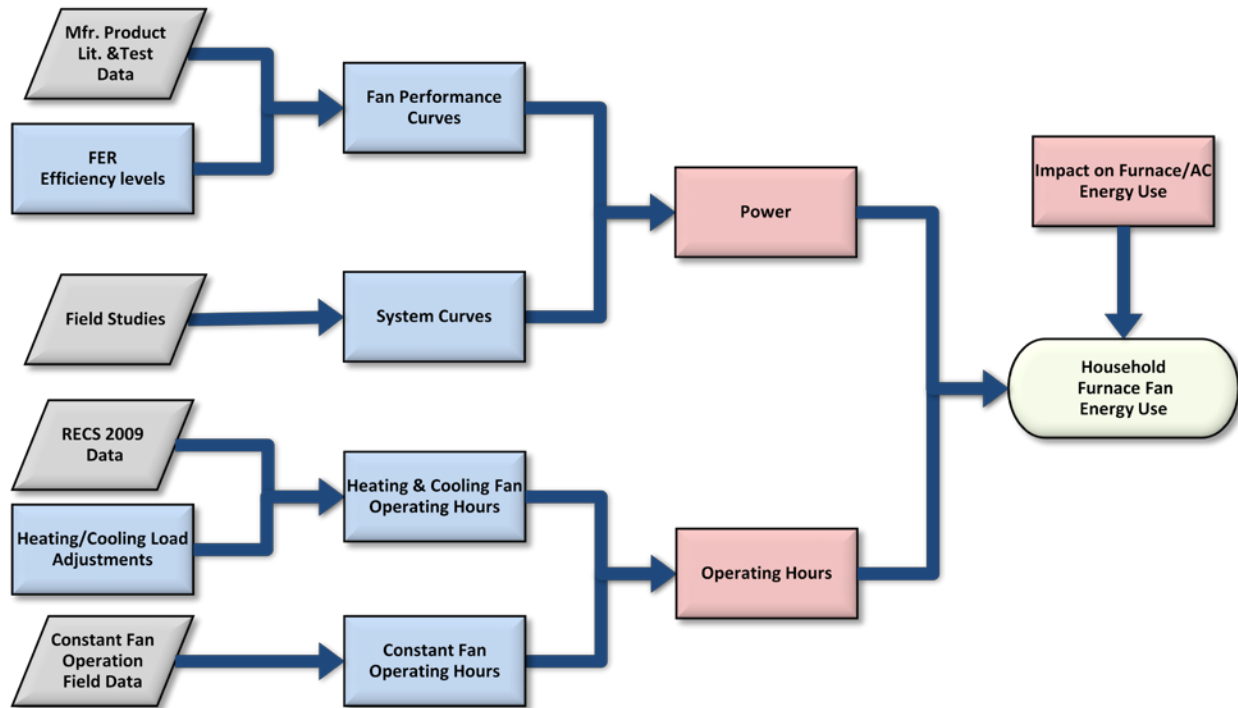 Mfr. Product
Lit. &Test
Data
FER
Efficiency levels
Fan Performance
Curves
Field Studies
System Curves
Power
Impact on Furnace/AC
Energy Use
Household
Furnace Fan
Energy Use
RECS 2009
Data
Heating/Cooling Load
Adjustments
Heating & Cooling Fan
Operating Hours
Constant Fan
Operation
Field Data
Constant Fan
Operating Hours
Operating Hours